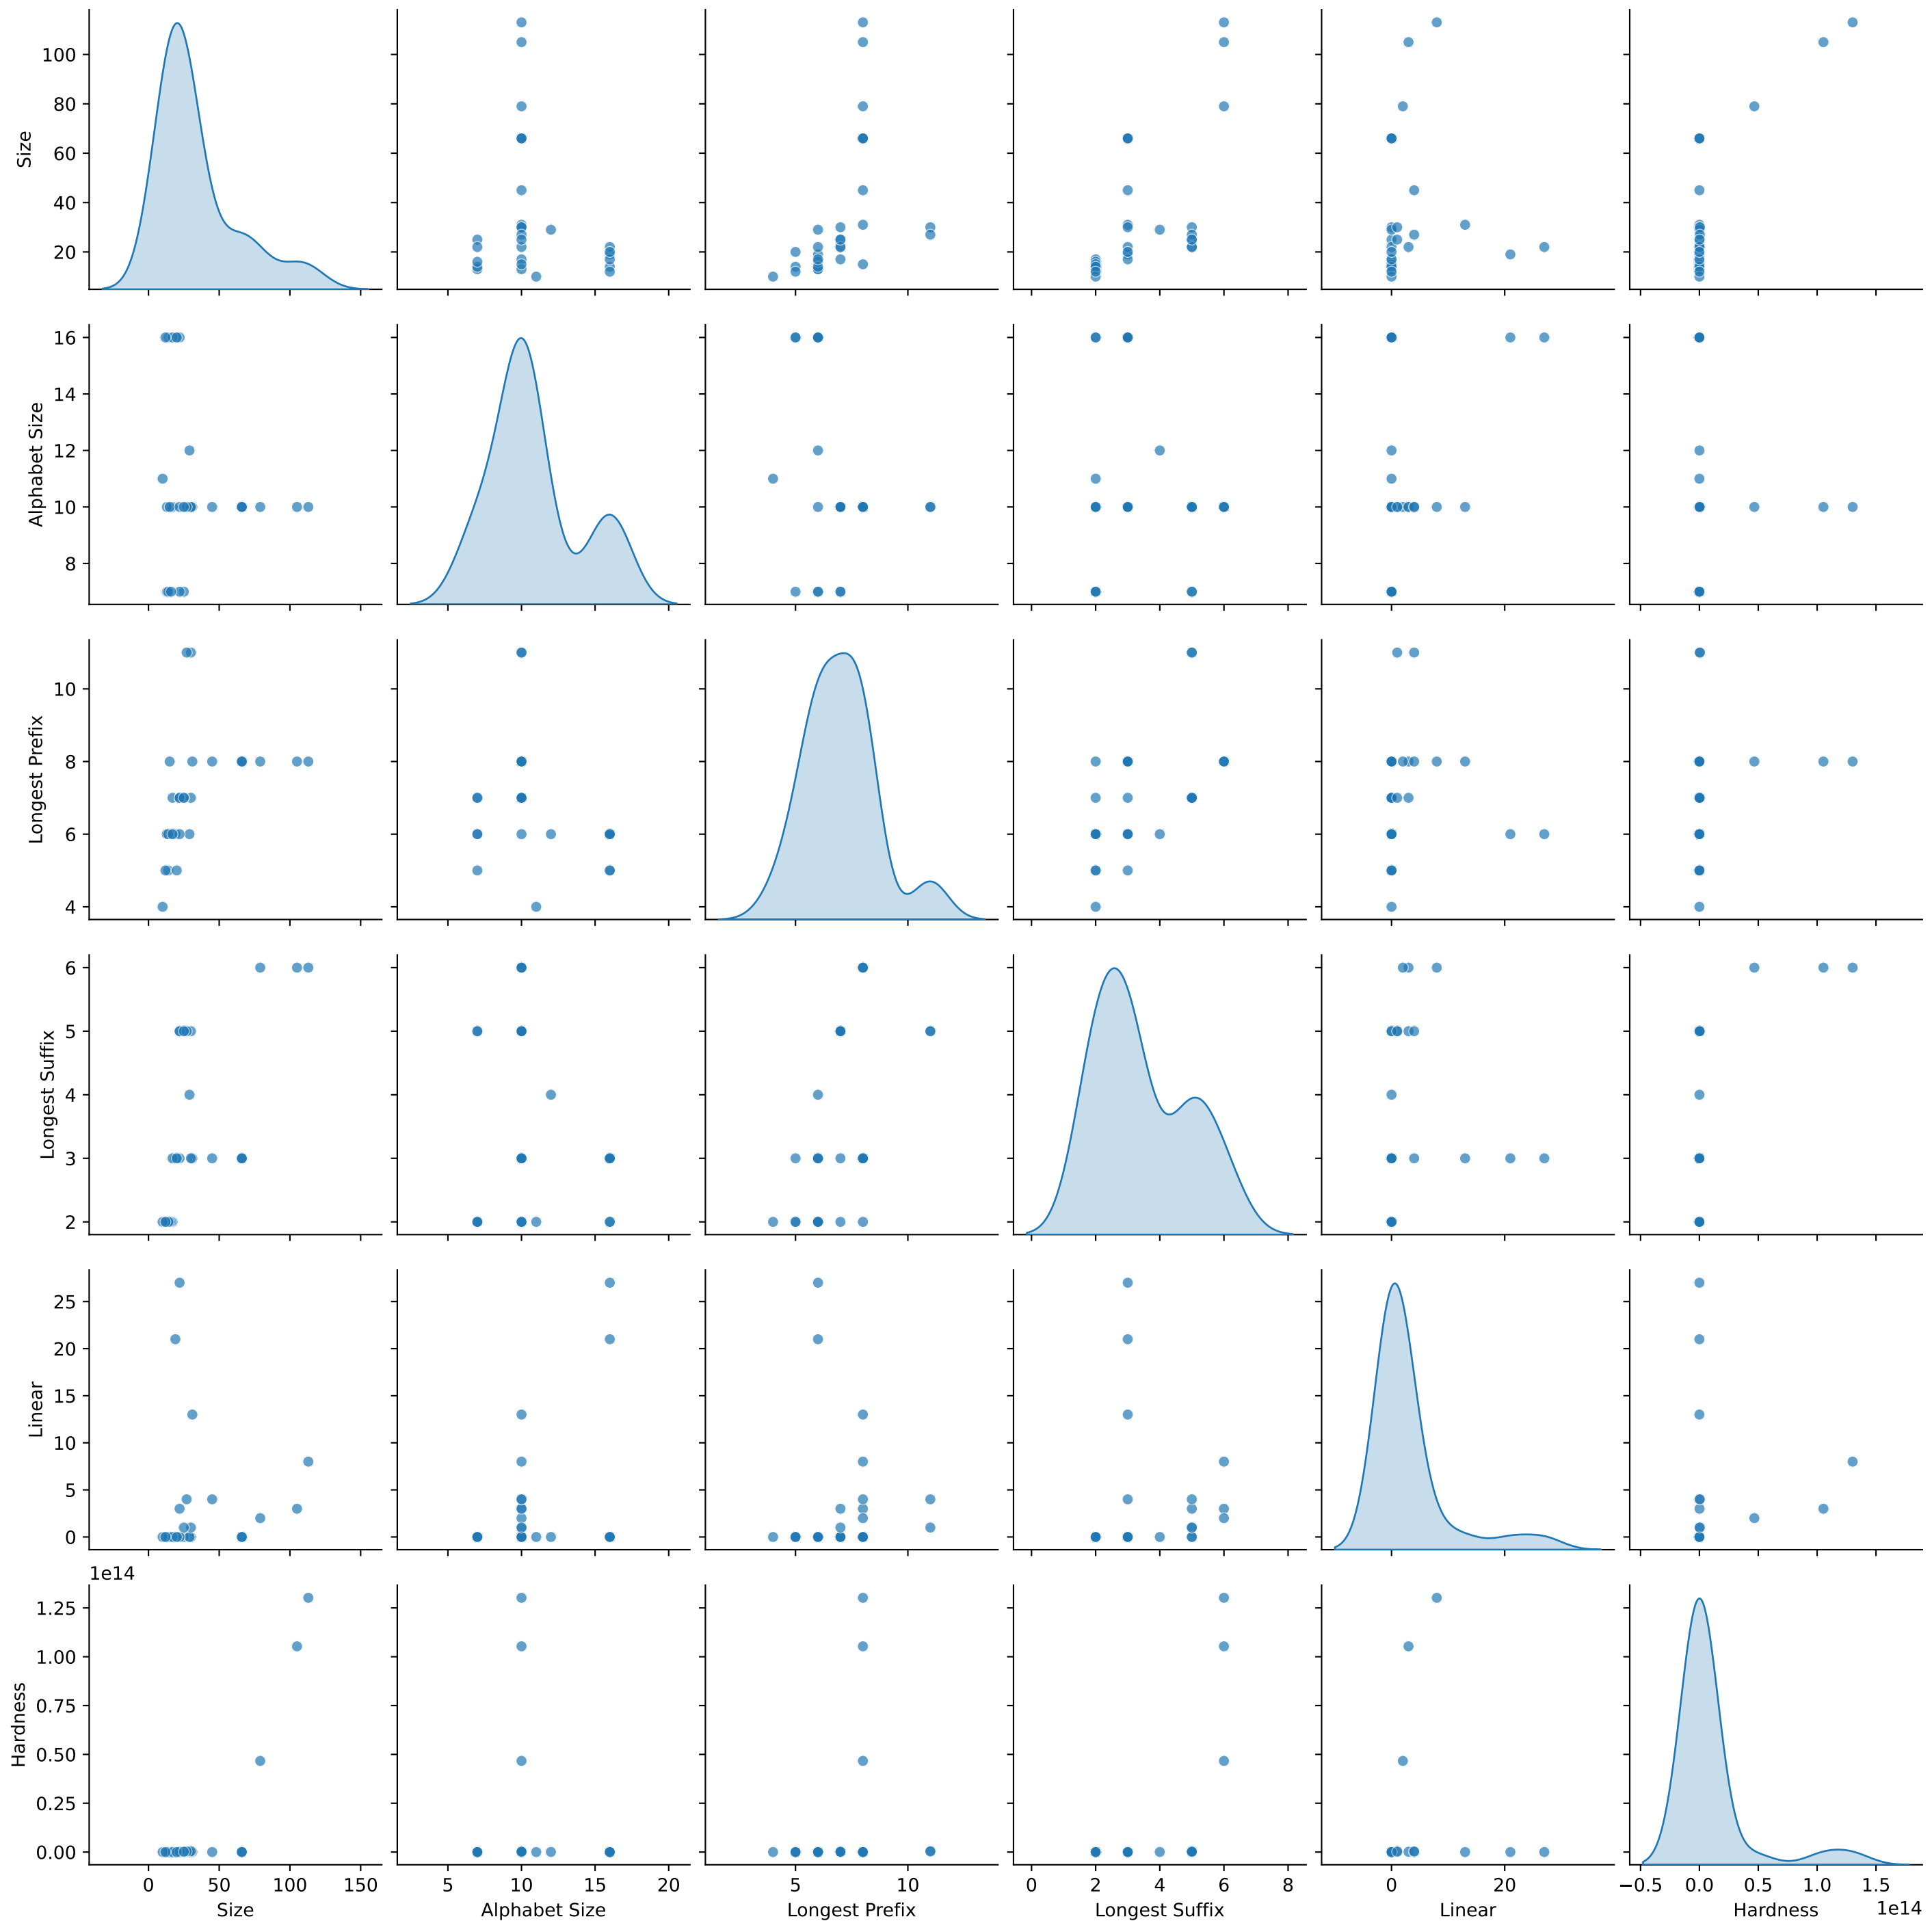 100
80
60
40
20
Size
16
14
12
10
8
Alphabet Size
10
8
6
4
Longest Prefix
6
5
4
3
2
Longest Suffix
25
20
15
10
5
0
Linear
1e14
1.25
1.00
0.75
0.50
0.25
0.00
Hardness
0 50 100 150
5 10 15 20
5 10
0 2 4 6 8
0 20
−0.5 0.0 0.5 1.0 1.5
1e14
Size
Alphabet Size
Longest Prefix
Longest Suffix
Linear
Hardness